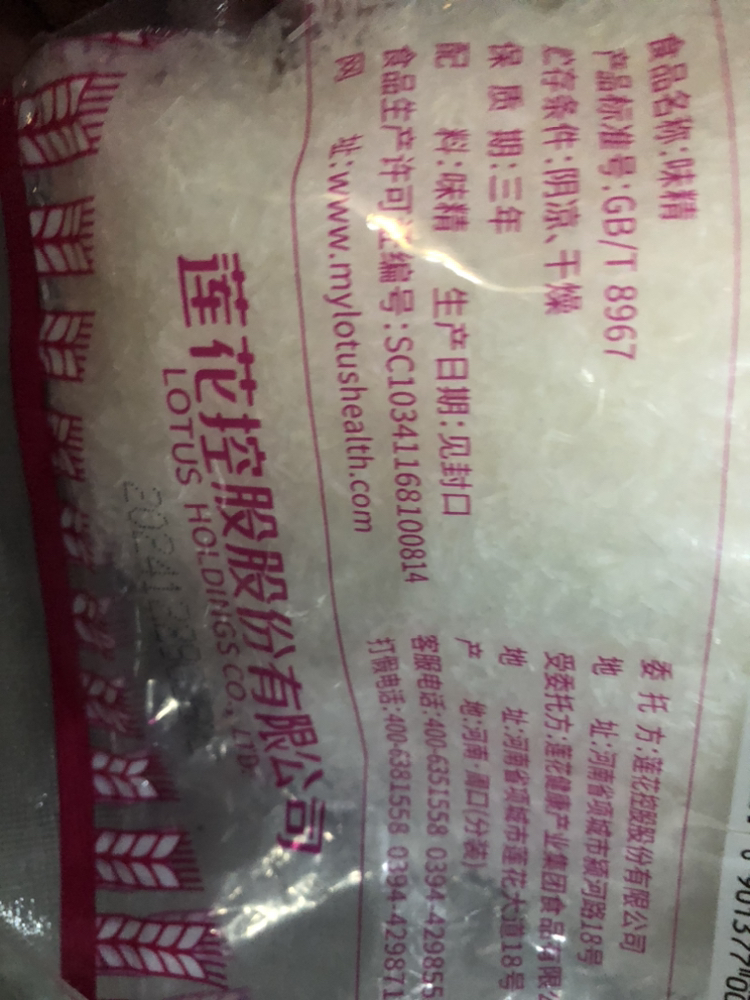 食品名称:味精
产品标准号:GB/T 8967
存条件:阴凉、干燥
保 质 期:三年
配 料:味精 生产日期:见封口
食品生产许可证编号:SC10341168100814
网 址:www.mylotushealth.com
委 托 方:莲花控股股份有限公司
地 址:河南省项城市颍河路18号
受委托方:莲花健康产业集团食品有限
地 址:河南省项城市莲花大道18号
产 地:河南 周口(分装)
客服电话:400-6351558 0394-429855
打假电话:400-6381558 0394-429871
莲花控股股份有限公司
LOTUS HOLDINGS CO., LTD.